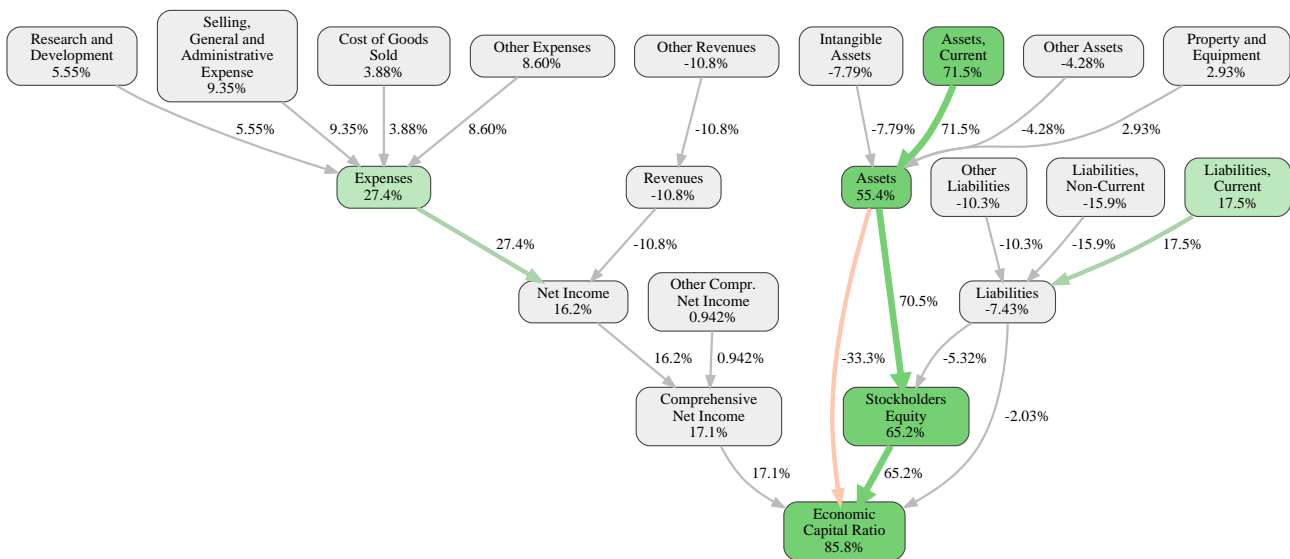 Research and
Development
5.55%
Selling,
General and
Administrative
Expense
9.35%
Cost of Goods
Sold
3.88%
Other Expenses
8.60%
Other Revenues
-10.8%
Intangible
Assets
-7.79%
Assets,
Current
71.5%
Other Assets
-4.28%
Property and
Equipment
2.93%
5.55%
9.35%
3.88%
8.60%
-10.8%
-7.79%
71.5%
-4.28%
2.93%
Expenses
27.4%
Revenues
-10.8%
Assets
55.4%
Other
Liabilities
-10.3%
Liabilities,
Non-Current
-15.9%
Liabilities,
Current
17.5%
27.4%
-10.8%
-10.3%
-15.9%
17.5%
Net Income
16.2%
Other Compr.
Net Income
0.942%
70.5%
Liabilities
-7.43%
16.2%
0.942%
-33.3%
-5.32%
Comprehensive
Net Income
17.1%
Stockholders
Equity
65.2%
-2.03%
17.1%
65.2%
Economic
Capital Ratio
85.8%